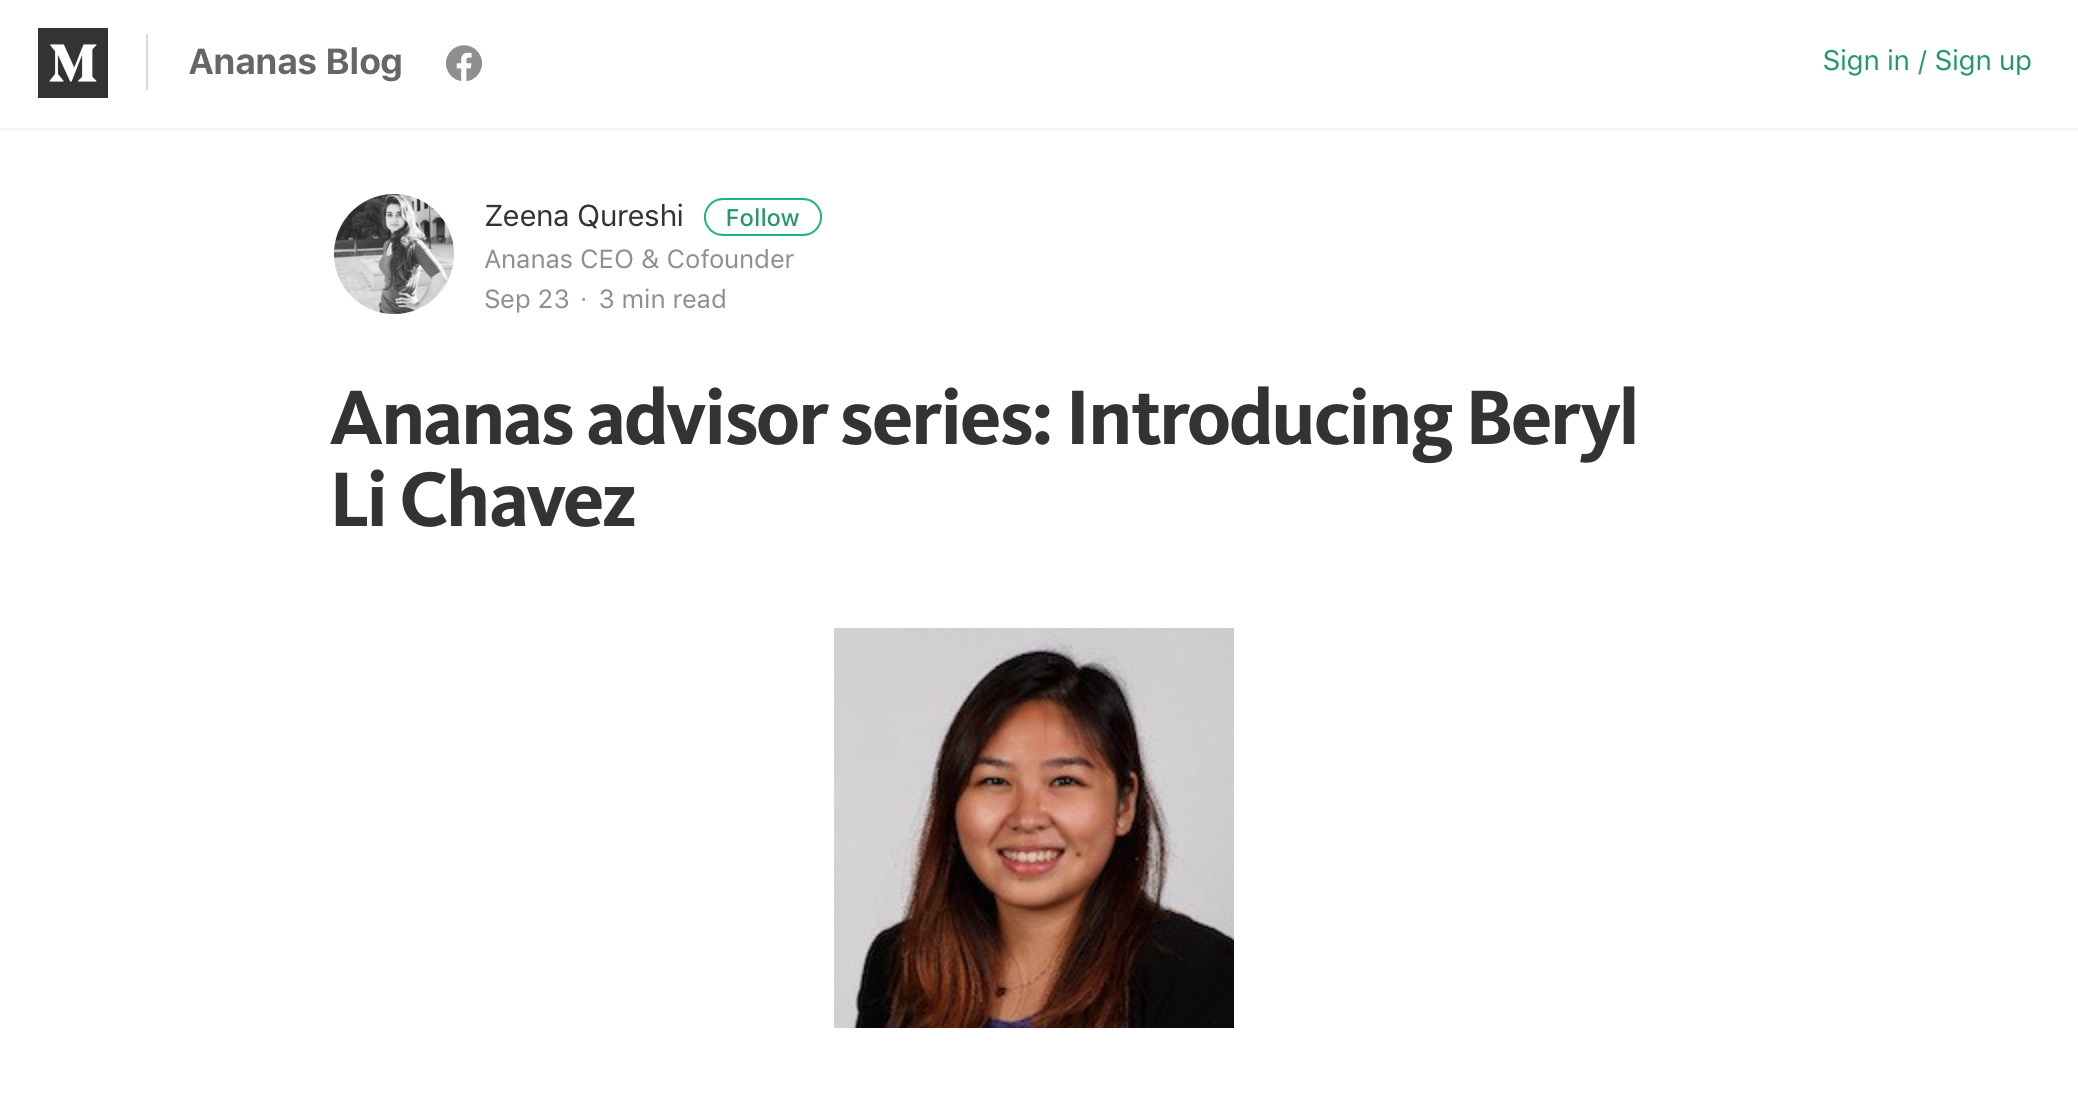 M
Ananas Blog
Sign in / Sign up
Zeena Qureshi
Follow
Ananas CEO & Cofounder
Sep 23 · 3 min read
Ananas advisor series: Introducing Beryl
Li Chavez